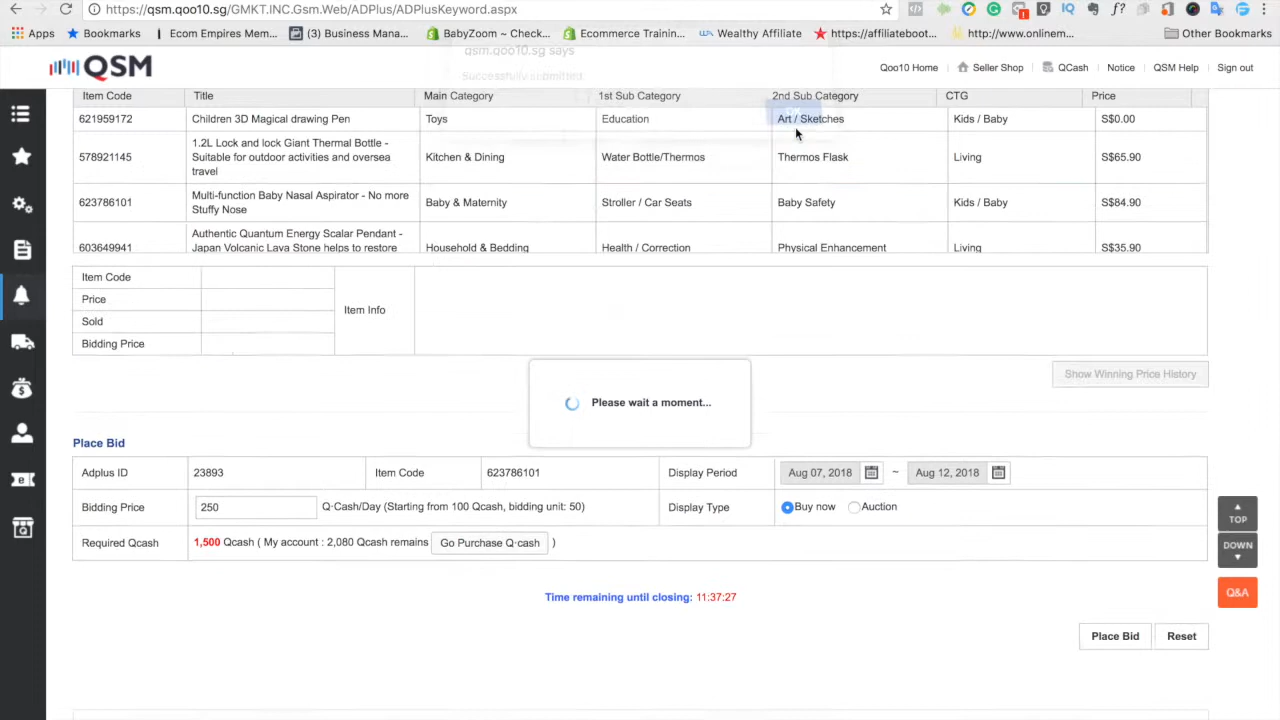 https://qsm.qoo10.sg/GMKT.INC.Gsm.Web/ADPlus/ADPlusKeyword.aspx
Apps Bookmarks Ecom Empires Mem... (3) Business Mana... BabyZoom ~ Check... Ecommerce Trainin... Wealthy Affiliate https://affiliateboot... http://www.onlinem... Other Bookmarks
qsm.qoo10.sg says
QSM
Qoo10 Home Seller Shop QCash Notice QSM Help Sign out
Successfully submitted
Item Code Title Main Category 1st Sub Category 2nd Sub Category CTG Price
621959172 Children 3D Magical drawing Pen Toys Education Art / Sketches Kids / Baby S$0.00
578921145 1.2L Lock and lock Giant Thermal Bottle - Suitable for outdoor activities and oversea travel Kitchen & Dining Water Bottle/Thermos Thermos Flask Living S$65.90
623786101 Multi-function Baby Nasal Aspirator - No more Stuffy Nose Baby & Maternity Stroller / Car Seats Baby Safety Kids / Baby S$84.90
603649941 Authentic Quantum Energy Scalar Pendant - Japan Volcanic Lava Stone helps to restore Household & Bedding Health / Correction Physical Enhancement Living S$35.90
Item Code
Price
Item Info
Sold
Bidding Price
Show Winning Price History
Please wait a moment...
Place Bid
Adplus ID 23893 Item Code 623786101 Display Period Aug 07, 2018 ~ Aug 12, 2018
Bidding Price 250 Q·Cash/Day (Starting from 100 Qcash, bidding unit: 50) Display Type Buy now Auction
Required Qcash 1,500 Qcash ( My account : 2,080 Qcash remains Go Purchase Q·cash )
TOP
DOWN
Q&A
Time remaining until closing: 11:37:27
Place Bid Reset